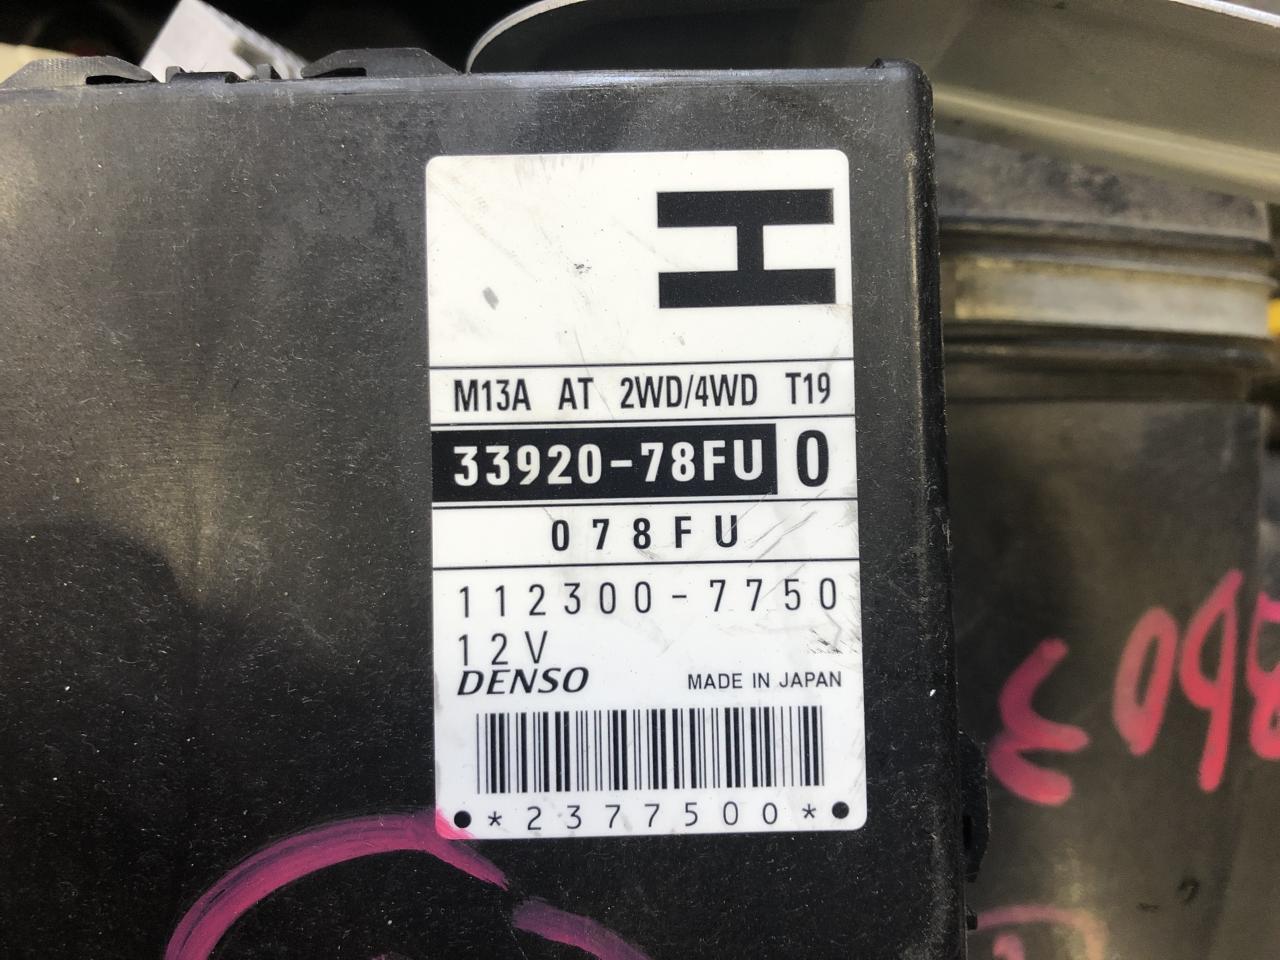 H
M13A AT 2WD/4WD T19
33920-78FU 0
078FU
112300-7750
12V
DENSO MADE IN JAPAN
*2377500*